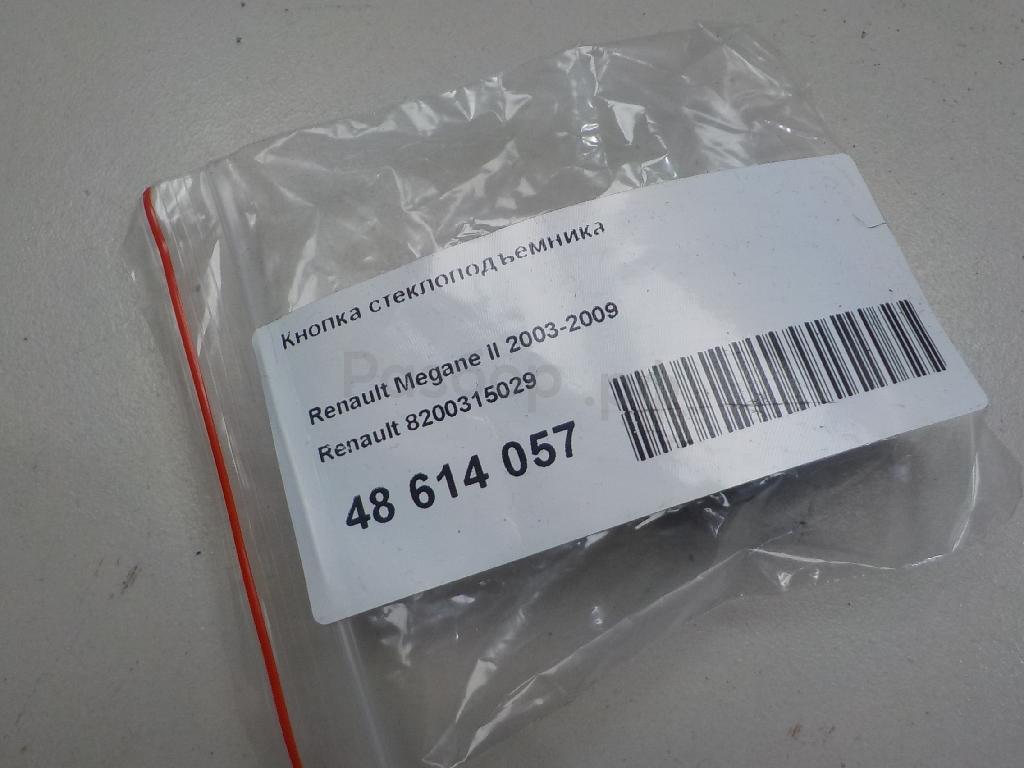 Кнопка стеклоподъемника
Renault Megane II 2003-2009
Renault 8200315029
48 614 057